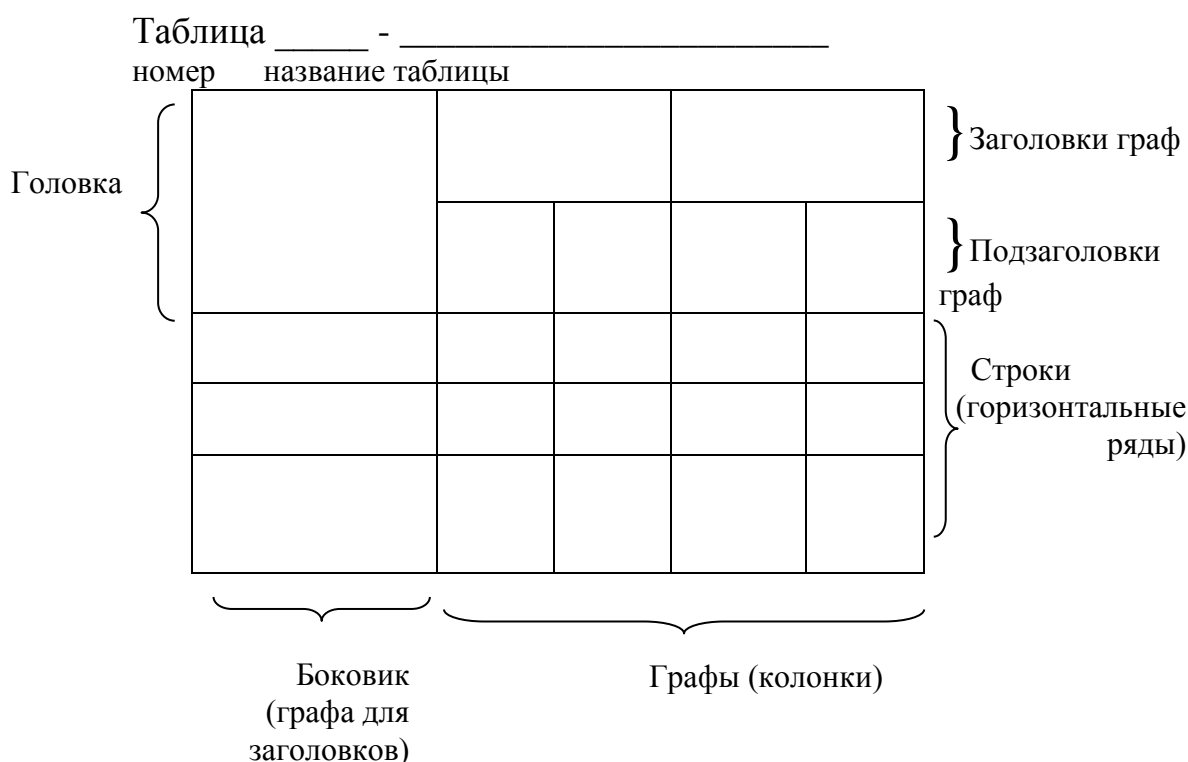 Таблица _____ - _______________________
номер название таблицы
} Заголовки граф
Головка
} Подзаголовки
граф
Строки
(горизонтальные
ряды)
Боковик
(графа для
заголовков)
Графы (колонки)